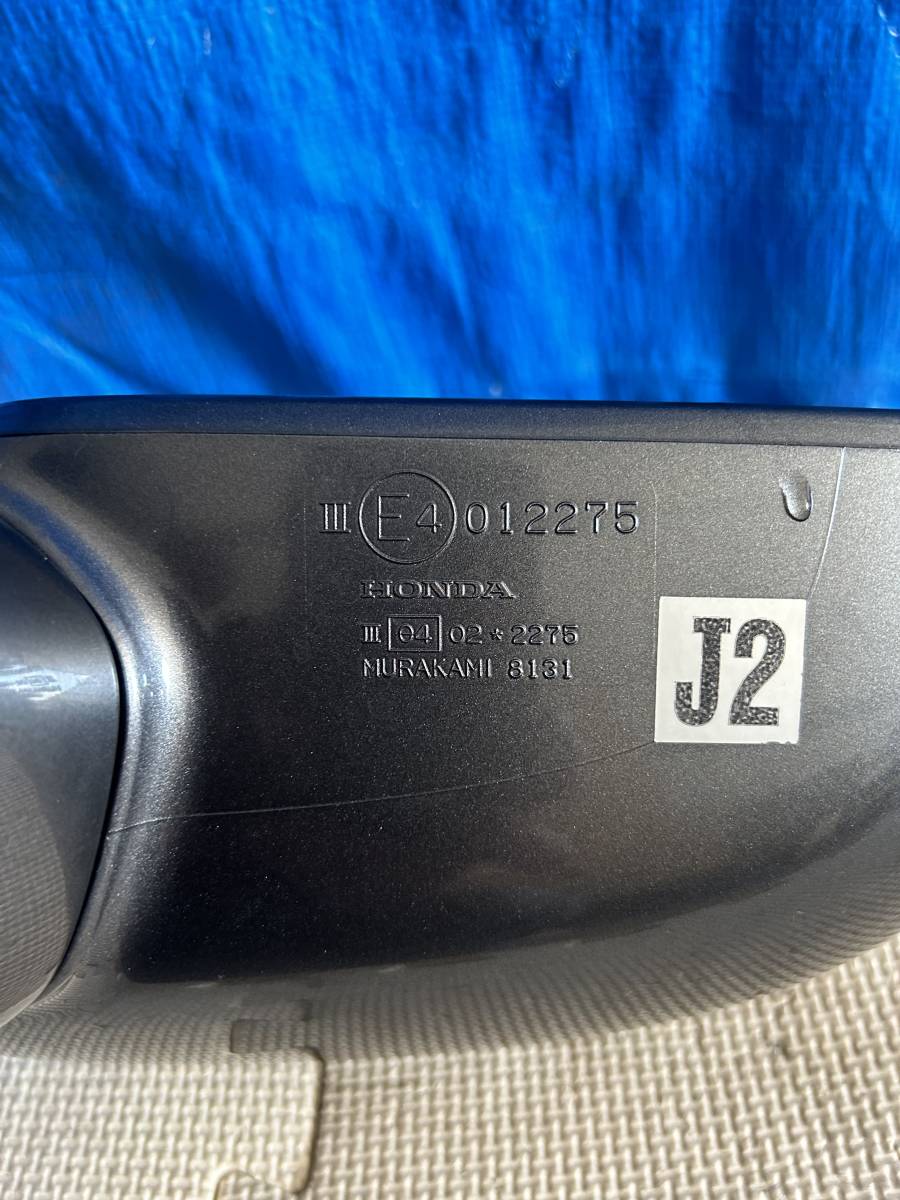 III E4 012275
HONDA
III 04 02*2275
MURAKAMI 8131
J2